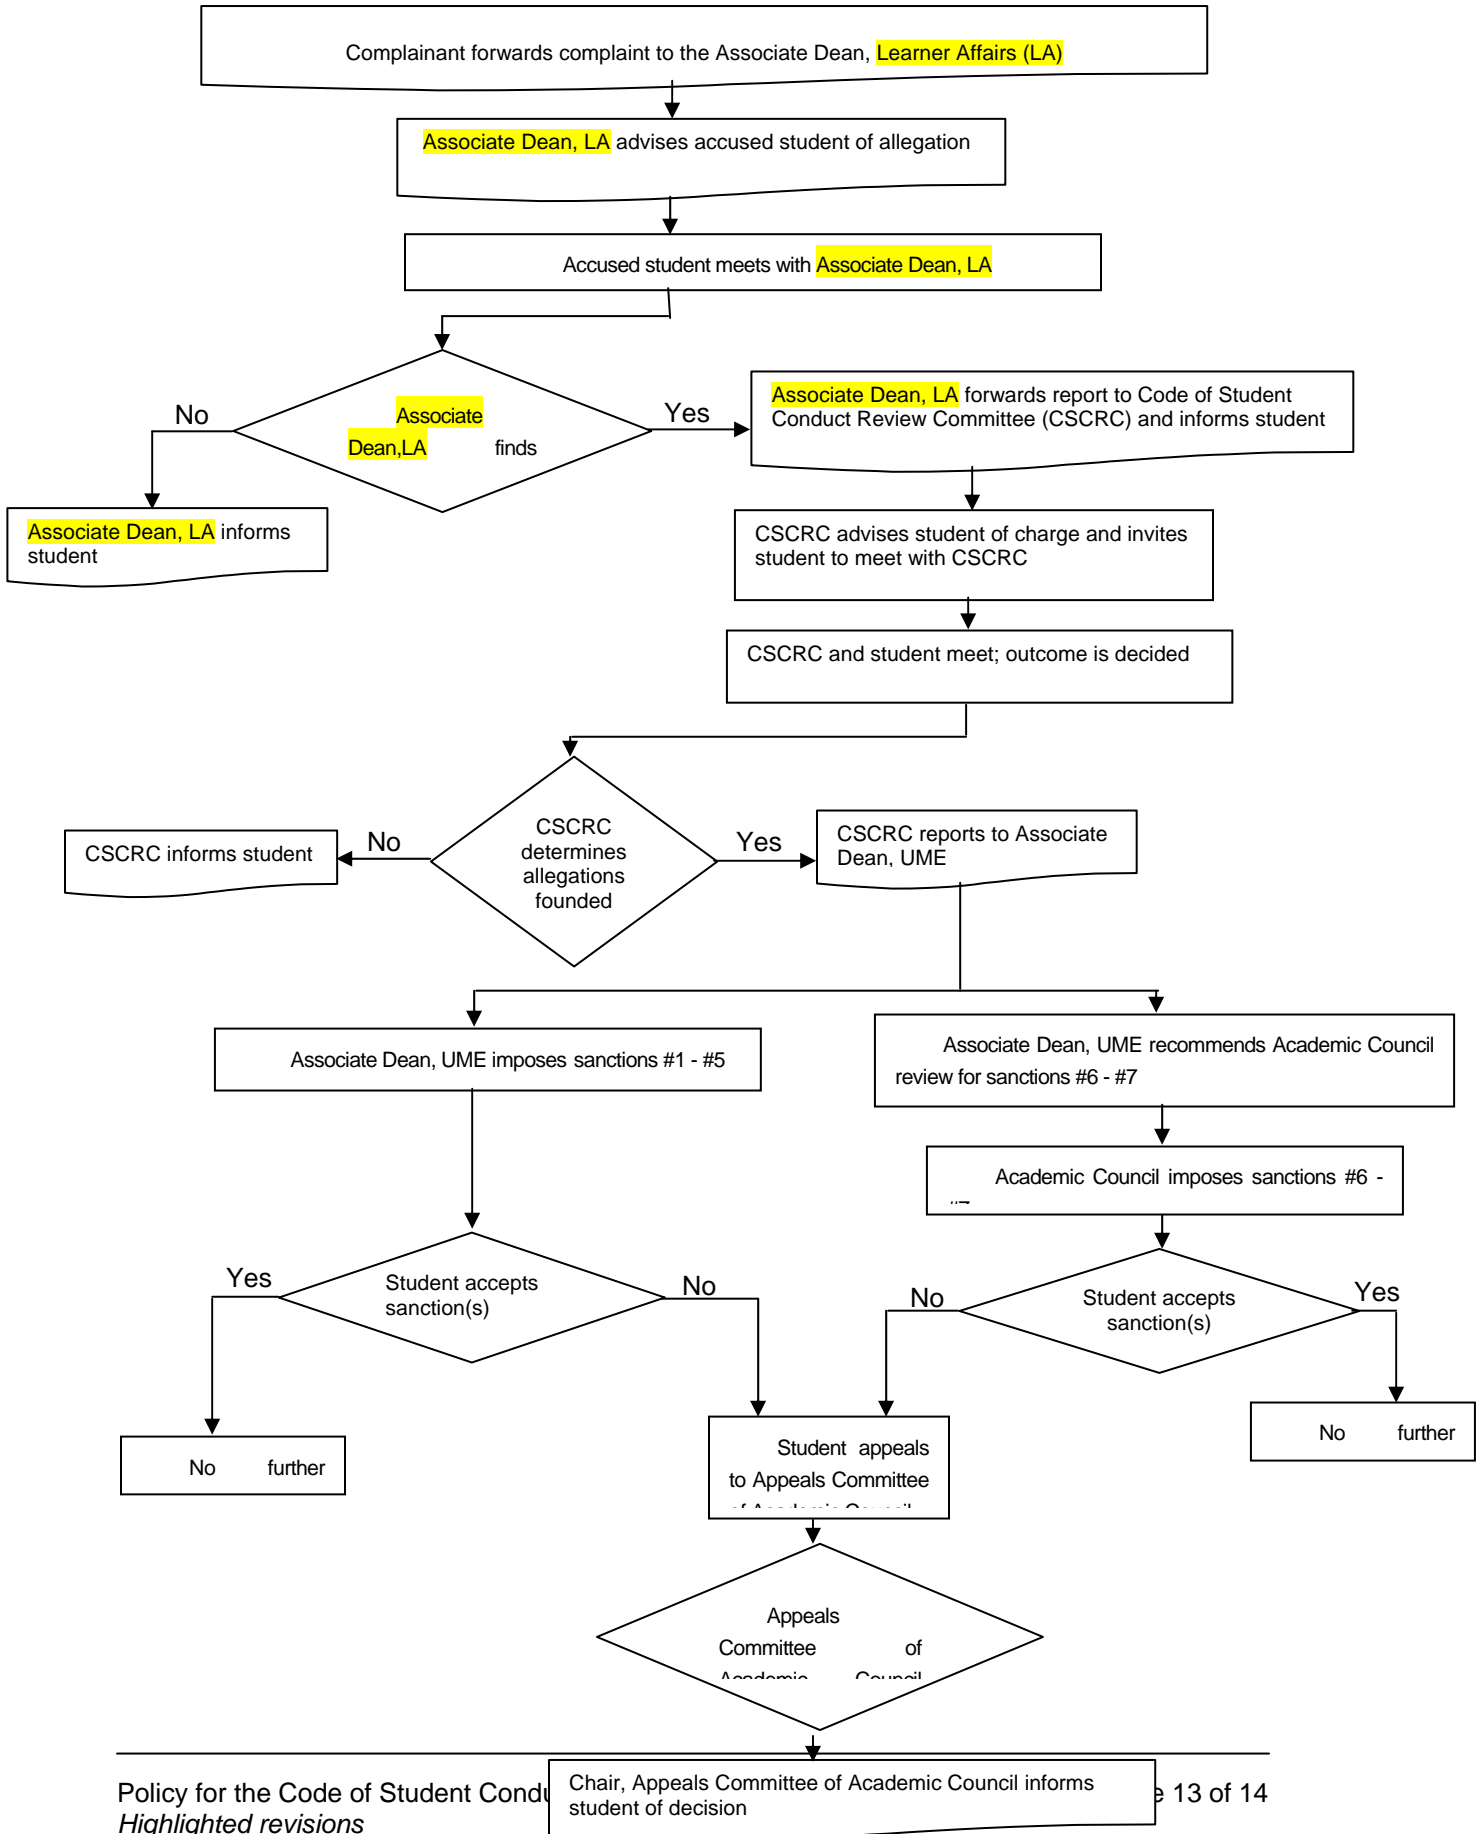 Complainant forwards complaint to the Associate Dean, Learner Affairs (LA)
Associate Dean, LA advises accused student of allegation
Accused student meets with Associate Dean, LA
No
Associate
Dean,LA finds
Yes
Associate Dean, LA forwards report to Code of Student
Conduct Review Committee (CSCRC) and informs student
Associate Dean, LA informs
student
CSCRC advises student of charge and invites
student to meet with CSCRC
CSCRC and student meet; outcome is decided
CSCRC informs student
No
CSCRC
determines
allegations
founded
Yes
CSCRC reports to Associate
Dean, UME
Associate Dean, UME imposes sanctions #1 - #5
Associate Dean, UME recommends Academic Council
review for sanctions #6 - #7
Academic Council imposes sanctions #6 -
Yes
Student accepts
sanction(s)
No
No
Student accepts
sanction(s)
Yes
No further
Student appeals
to Appeals Committee
of Academic Council
No further
Appeals
Committee of
Academic Council
Chair, Appeals Committee of Academic Council informs
student of decision
Policy for the Code of Student 13 of 14
Highlighted revisions